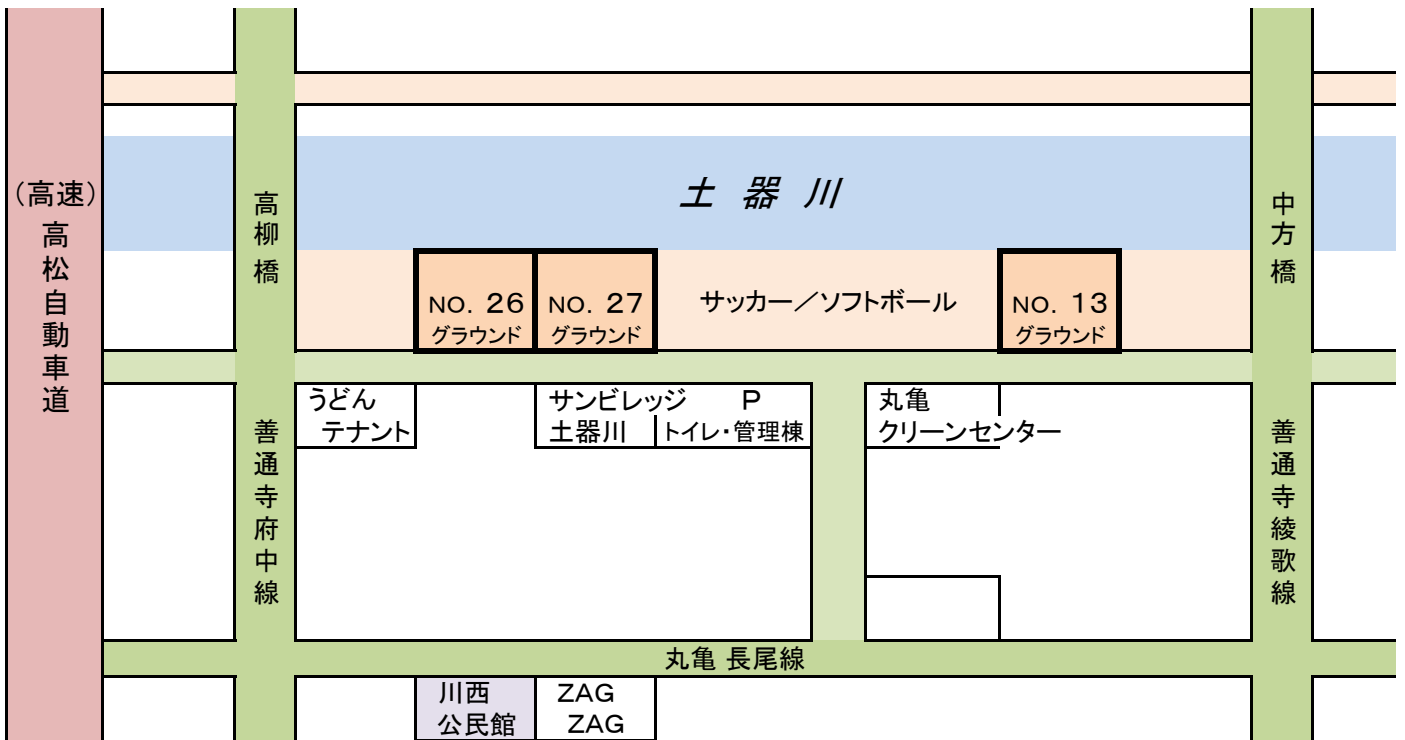 (高速)
高松自動車道
高柳橋
善通寺府中線
土 器 川
NO. 26
グラウンド
NO. 27
グラウンド
サッカー/ソフトボール
NO. 13
グラウンド
中方橋
善通寺綾歌線
うどん
テナント
サンビレッジ P
土器川 トイレ・管理棟
丸亀
クリーンセンター
丸亀 長尾線
川西
公民館
ZAG
ZAG